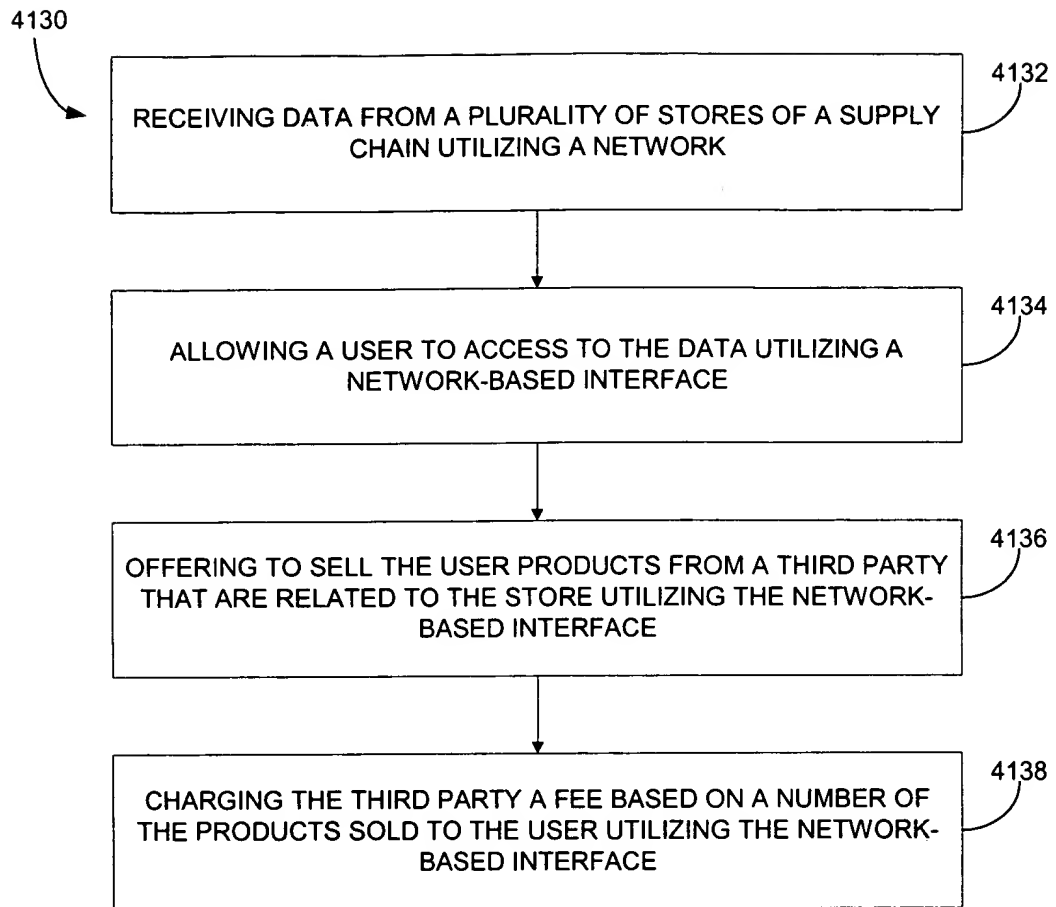 4130
4132
RECEIVING DATA FROM A PLURALITY OF STORES OF A SUPPLY
CHAIN UTILIZING A NETWORK
4134
ALLOWING A USER TO ACCESS TO THE DATA UTILIZING A
NETWORK-BASED INTERFACE
4136
OFFERING TO SELL THE USER PRODUCTS FROM A THIRD PARTY
THAT ARE RELATED TO THE STORE UTILIZING THE NETWORK-
BASED INTERFACE
4138
CHARGING THE THIRD PARTY A FEE BASED ON A NUMBER OF
THE PRODUCTS SOLD TO THE USER UTILIZING THE NETWORK-
BASED INTERFACE